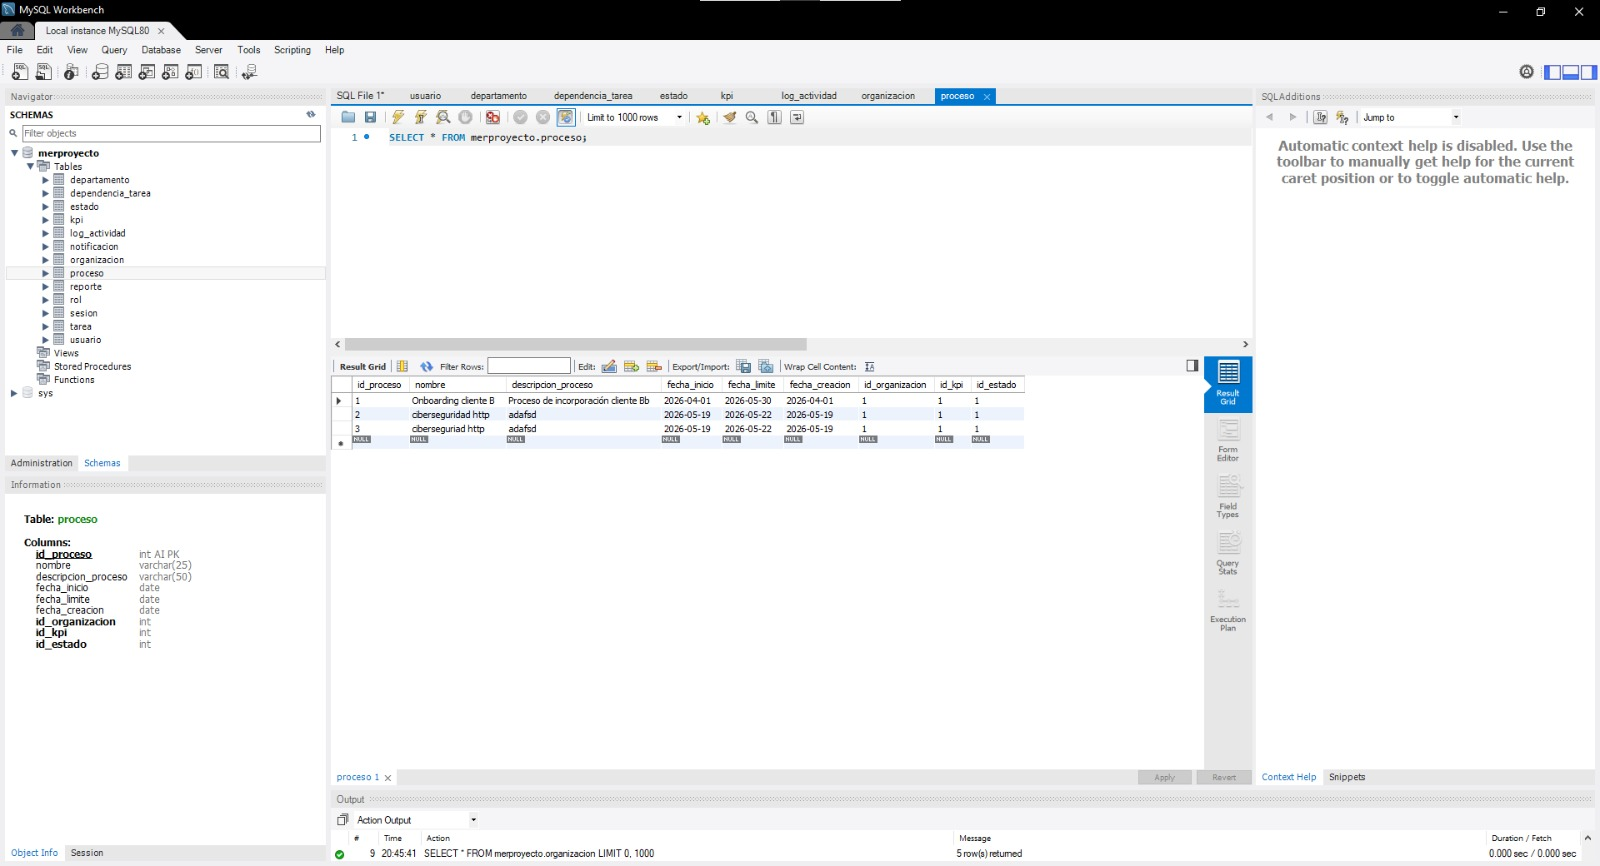 MySQL Workbench
Local instance MySQL80
File Edit View Query Database Server Tools Scripting Help
Navigator
SCHEMAS
Filter objects
merproyecto
Tables
departamento
dependencia_tarea
estado
kpi
log_actividad
notificacion
organizacion
proceso
reporte
rol
sesion
tarea
usuario
Views
Stored Procedures
Functions
sys
Administration Schemas
Information
Table: proceso
Columns:
id_proceso int AI PK
nombre varchar(25)
descripcion_proceso varchar(50)
fecha_inicio date
fecha_limite date
fecha_creacion date
id_organizacion int
id_kpi int
id_estado int
Object Info Session
SQL File 1* usuario departamento dependencia_tarea estado kpi log_actividad organizacion proceso
Limit to 1000 rows
1 SELECT * FROM merproyecto.proceso;
Result Grid Filter Rows: Edit: Export/Import: Wrap Cell Content:
id_proceso nombre descripcion_proceso fecha_inicio fecha_limite fecha_creacion id_organizacion id_kpi id_estado
1 Onboarding cliente B Proceso de incorporación cliente Bb 2026-04-01 2026-05-30 2026-04-01 1 1 1
2 ciberseguridad http adafsd 2026-05-19 2026-05-22 2026-05-19 1 1 1
3 ciberseguriad http adafsd 2026-05-19 2026-05-22 2026-05-19 1 1 1
NULL NULL NULL NULL NULL NULL NULL NULL NULL
Result Grid
Form Editor
Field Types
Query Stats
Execution Plan
proceso 1 Apply Revert
Output
Action Output
# Time Action Message Duration / Fetch
9 20:45:41 SELECT * FROM merproyecto.organizacion LIMIT 0, 1000 5 row(s) returned 0.000 sec / 0.000 sec
SQLAdditions
Jump to
Automatic context help is disabled. Use the
toolbar to manually get help for the current
caret position or to toggle automatic help.
Context Help Snippets